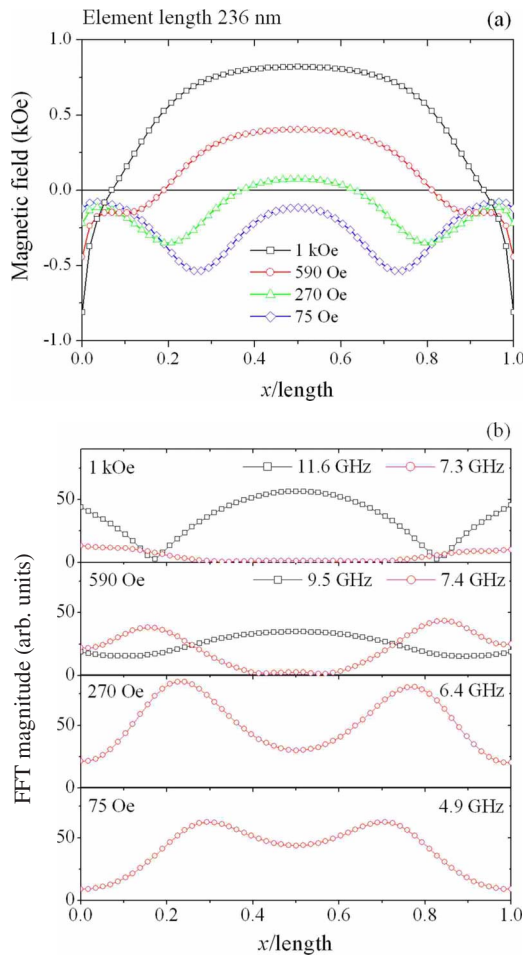 Element length 236 nm
(a)
1.0
0.5
0.0
-0.5
-1.0
Magnetic field (kOe)
1 kOe
590 Oe
270 Oe
75 Oe
0.0 0.2 0.4 0.6 0.8 1.0
x/length
(b)
1 kOe 11.6 GHz 7.3 GHz
50
0
590 Oe 9.5 GHz 7.4 GHz
50
0
270 Oe 6.4 GHz
50
0
75 Oe 4.9 GHz
50
0
FFT magnitude (arb. units)
0.0 0.2 0.4 0.6 0.8 1.0
x/length